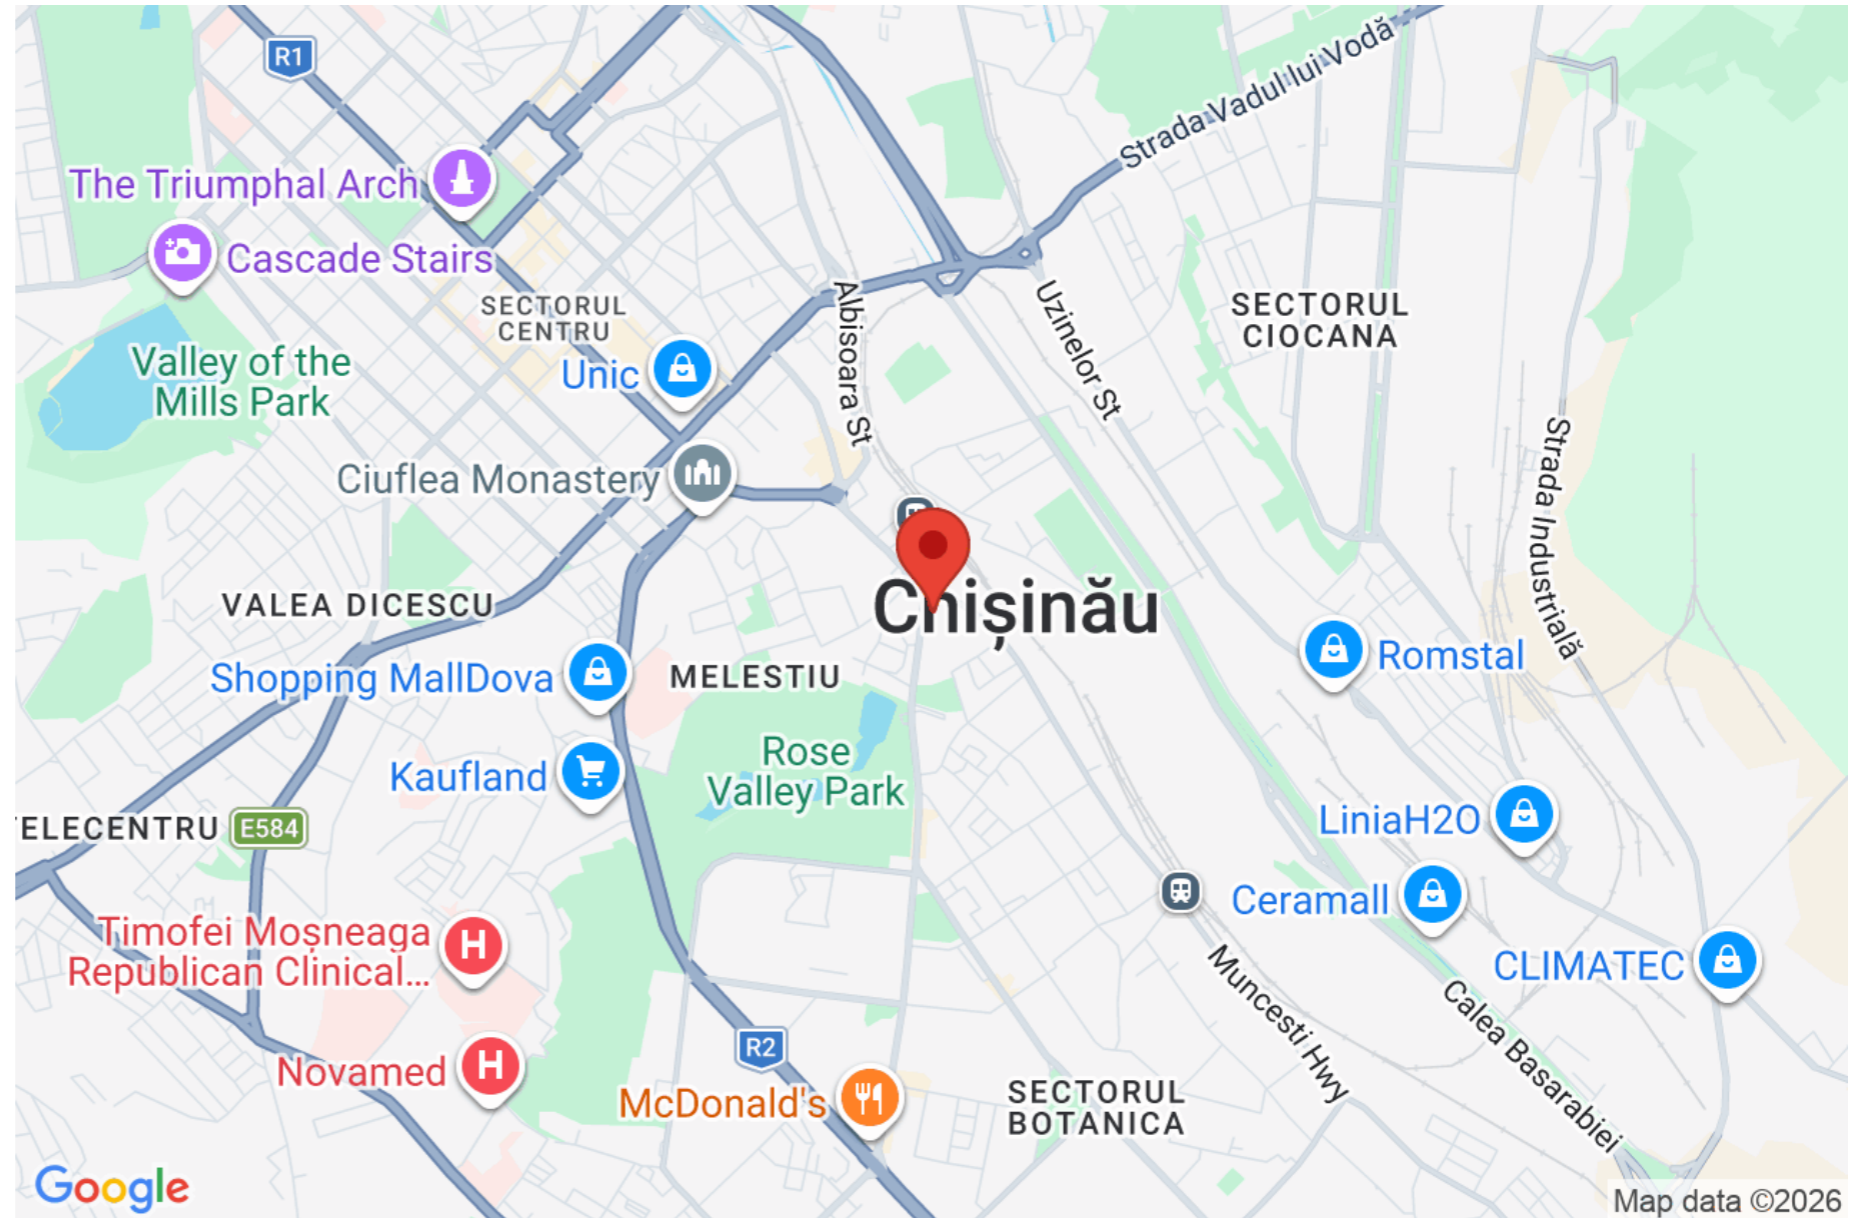 R1
Strada Vadul lui Vodă
The Triumphal Arch
Cascade Stairs
SECTORUL
CENTRU
Albisoara St
Uzinelor St
SECTORUL
CIOCANA
Valley of the
Mills Park
Unic
Ciuflea Monastery
Strada Industrială
VALEA DICESCU
Chișinău
Shopping MallDova
MELESTIU
Romstal
Rose
Valley Park
Kaufland
ELECENTRU
E584
LiniaH2O
Ceramall
Timofei Moșneaga
Republican Clinical...
H
CLIMATEC
Muncesti Hwy
Calea Basarabiei
R2
Novamed
H
McDonald's
SECTORUL
BOTANICA
Google
Map data ©2026